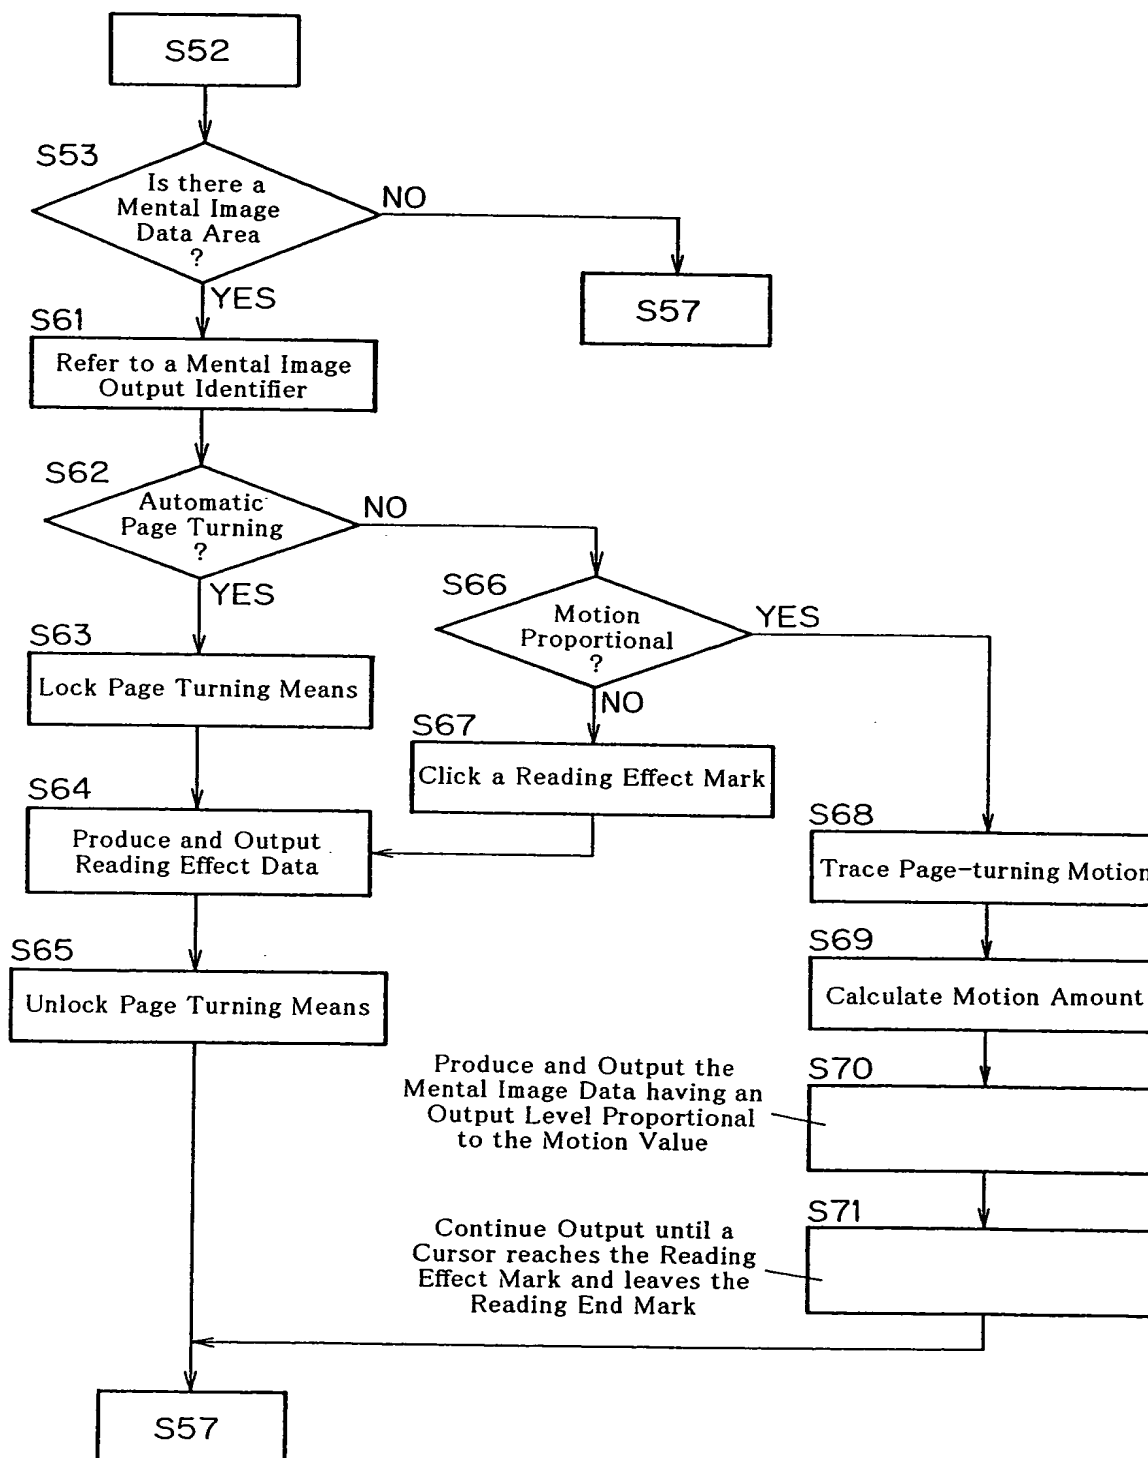 S52
S53
Is there a
Mental Image
Data Area
?
NO
YES
S57
S61
Refer to a Mental Image
Output Identifier
S62
Automatic
Page Turning
?
NO
YES
S66
Motion
Proportional
?
YES
NO
S63
Lock Page Turning Means
S67
Click a Reading Effect Mark
S64
Produce and Output
Reading Effect Data
S68
Trace Page-turning Motion
S65
Unlock Page Turning Means
S69
Calculate Motion Amount
S70
Produce and Output the
Mental Image Data having an
Output Level Proportional
to the Motion Value
S71
Continue Output until a
Cursor reaches the Reading
Effect Mark and leaves the
Reading End Mark
S57